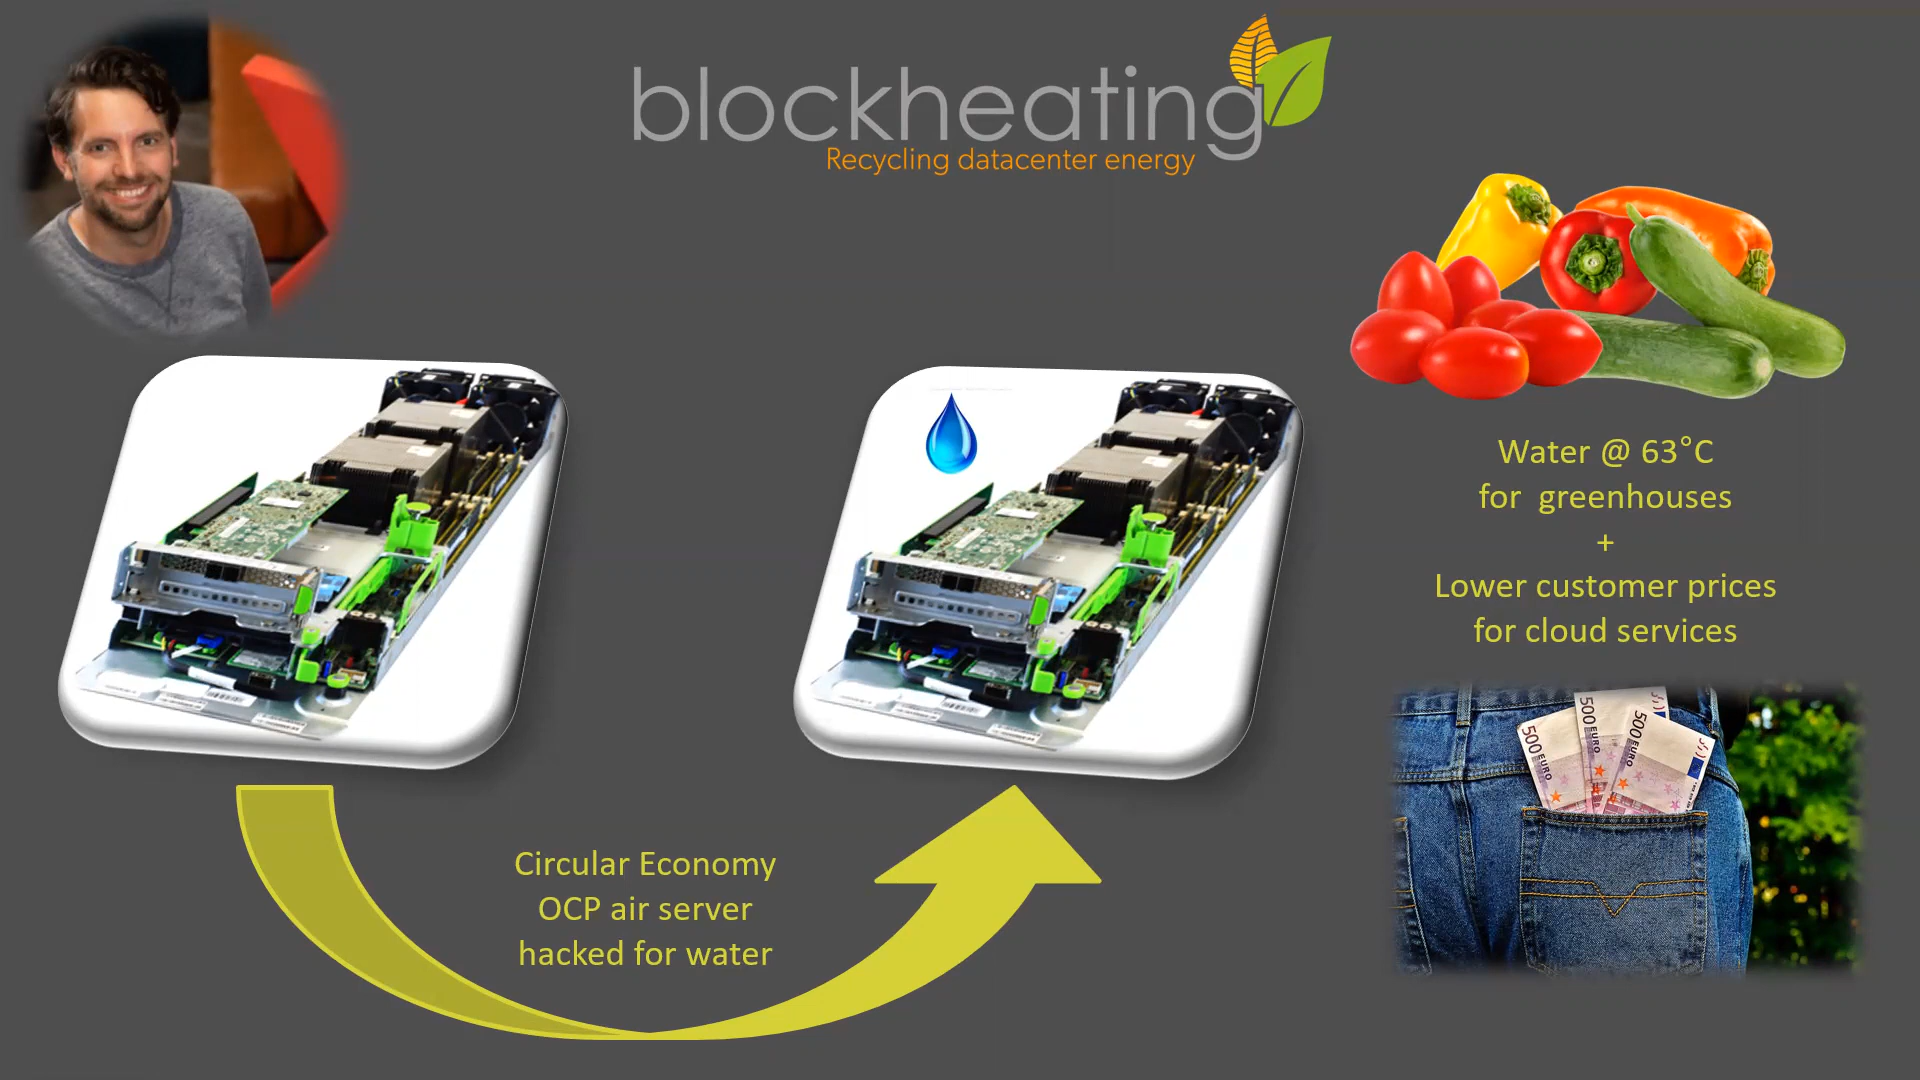 blockheating
Recycling datacenter energy
Water @ 63°C
for greenhouses
+
Lower customer prices
for cloud services
500 EURO
500 EURO
500 EURO
Circular Economy
OCP air server
hacked for water